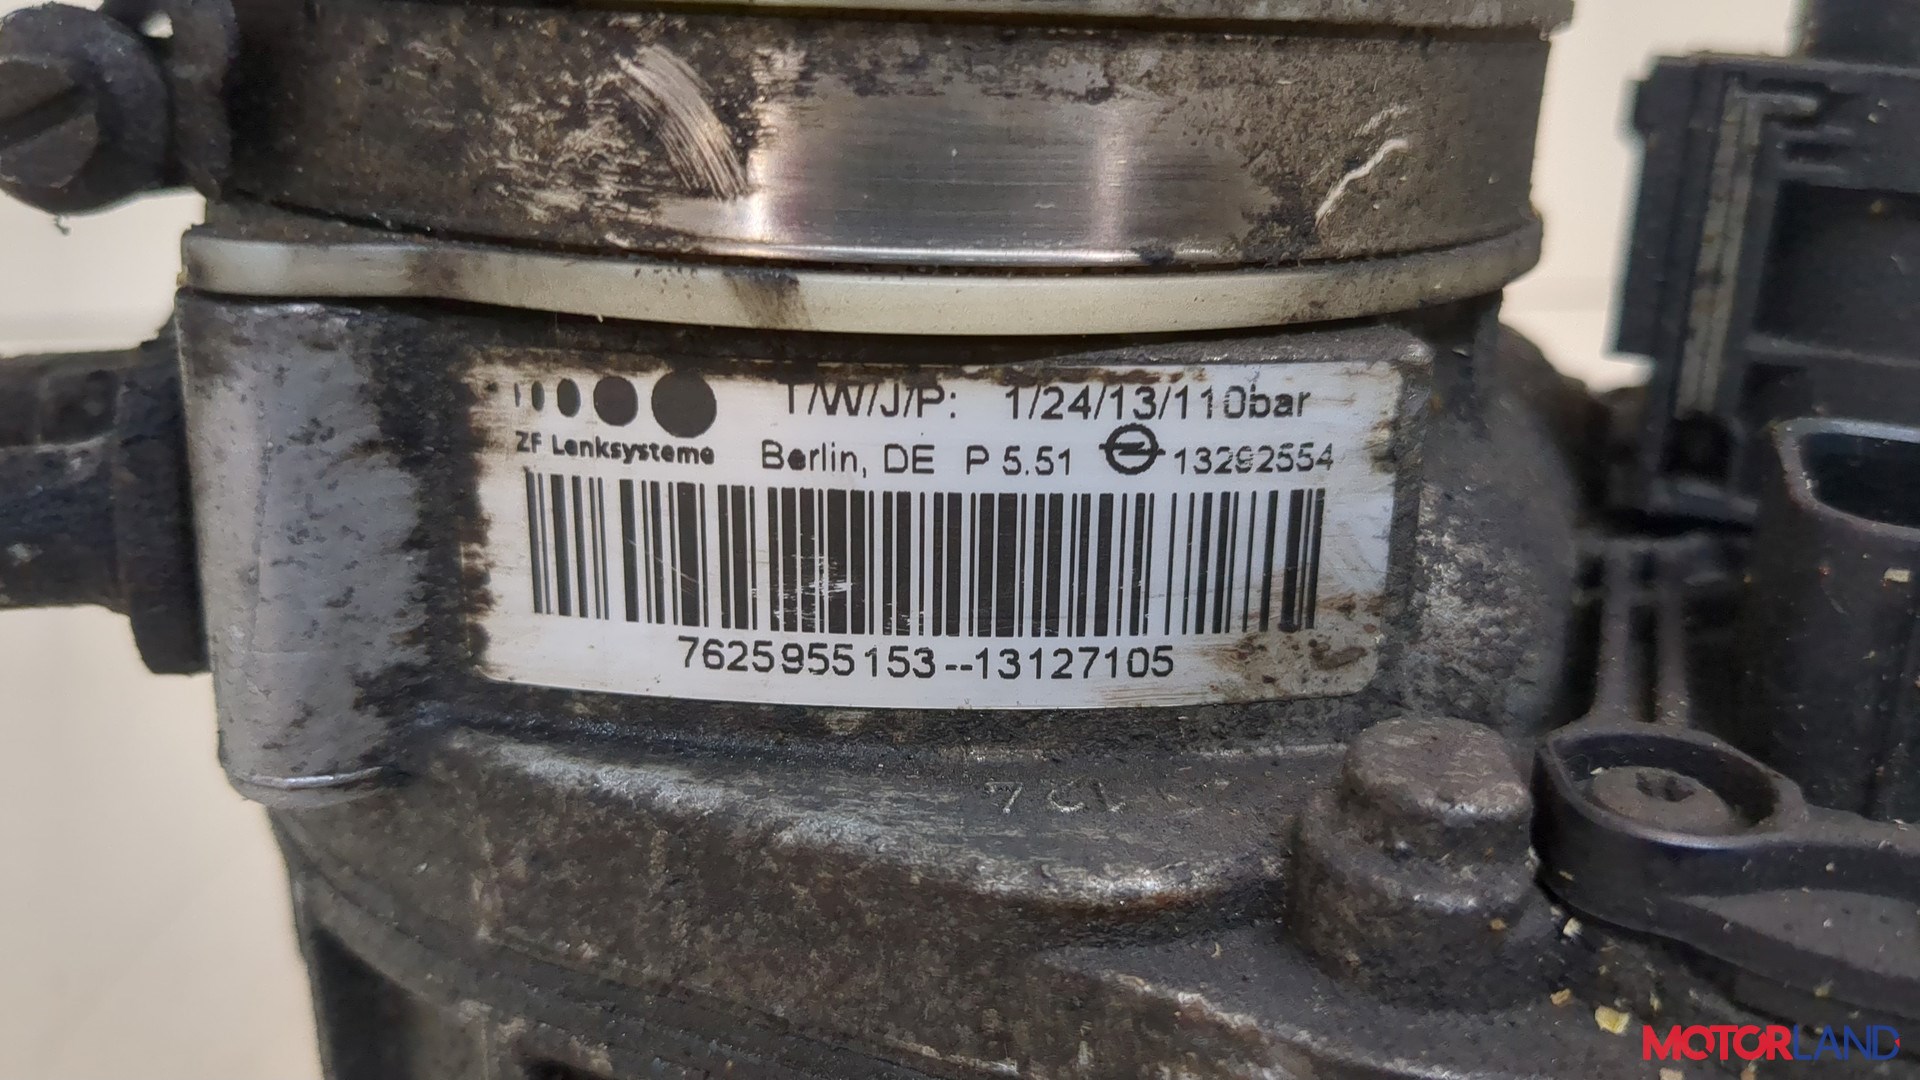 T/W/J/P: 1/24/13/110bar
ZF Lenksysteme Berlin, DE P 5.51 13292554
7625955153--13127105
MOTORLAND